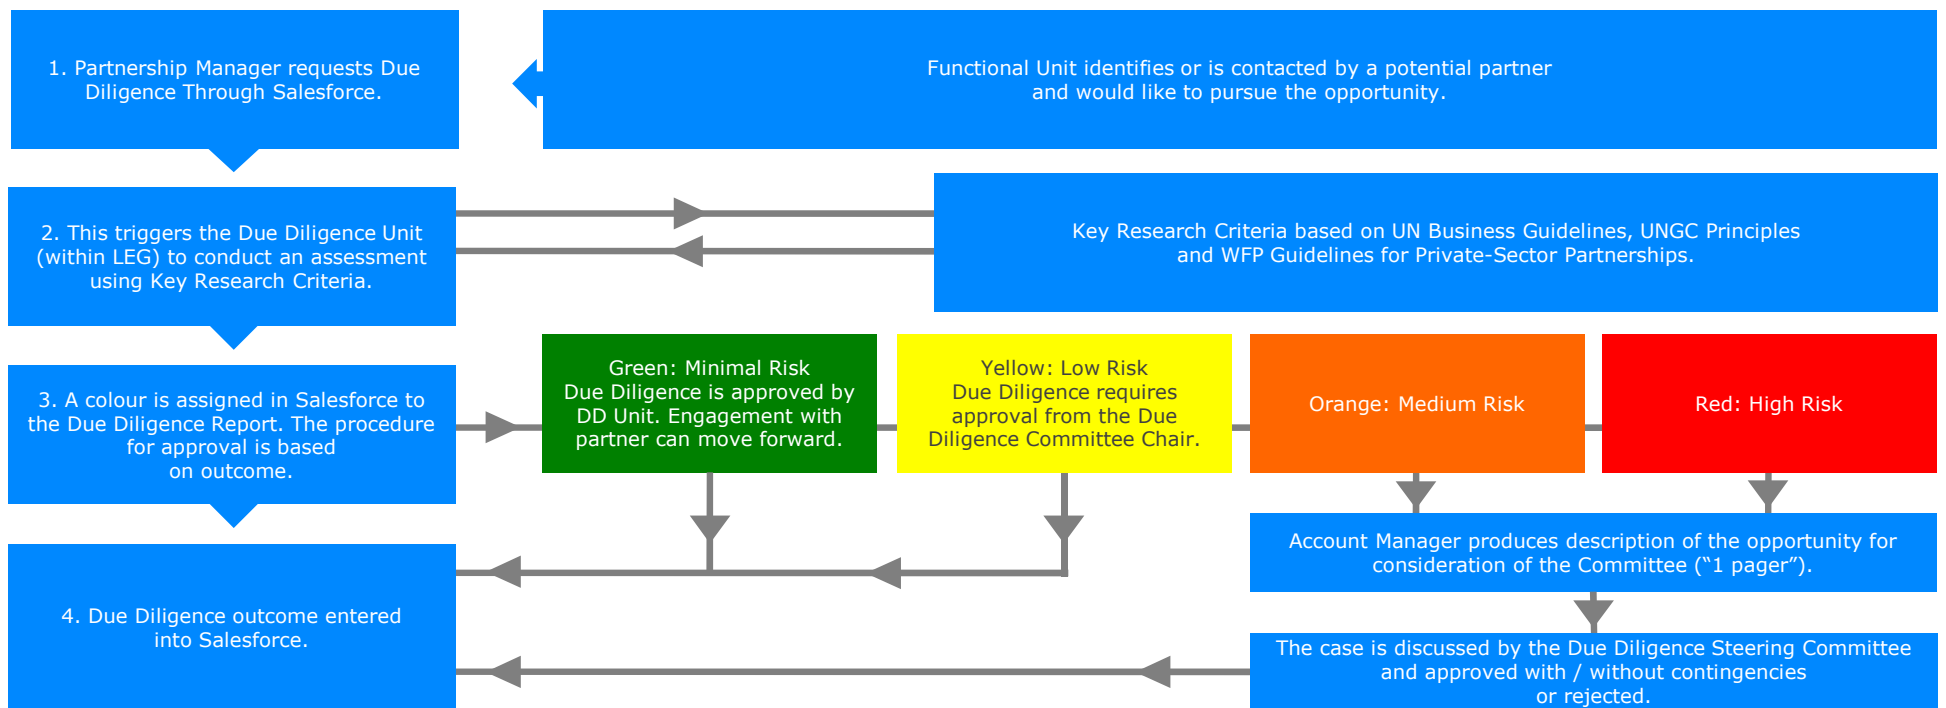 1. Partnership Manager requests Due
Diligence Through Salesforce.
Functional Unit identifies or is contacted by a potential partner
and would like to pursue the opportunity.
2. This triggers the Due Diligence Unit
(within LEG) to conduct an assessment
using Key Research Criteria.
Key Research Criteria based on UN Business Guidelines, UNGC Principles
and WFP Guidelines for Private-Sector Partnerships.
3. A colour is assigned in Salesforce to
the Due Diligence Report. The procedure
for approval is based
on outcome.
Green: Minimal Risk
Due Diligence is approved by
DD Unit. Engagement with
partner can move forward.
Yellow: Low Risk
Due Diligence requires
approval from the Due
Diligence Committee Chair.
Orange: Medium Risk
Red: High Risk
Account Manager produces description of the opportunity for
consideration of the Committee (“1 pager”).
4. Due Diligence outcome entered
into Salesforce.
The case is discussed by the Due Diligence Steering Committee
and approved with / without contingencies
or rejected.